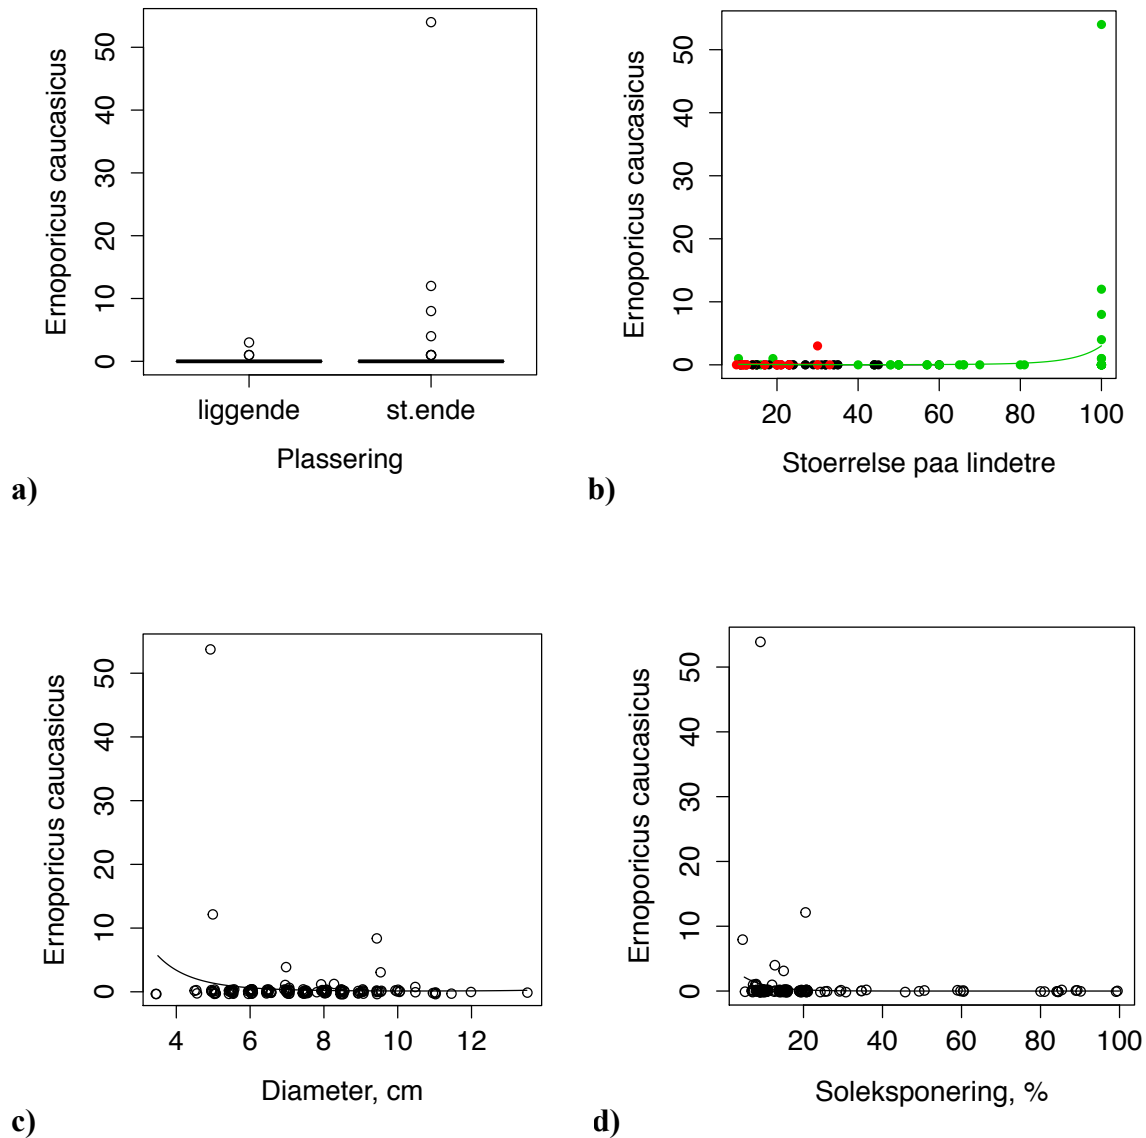 Ernoporicus caucasicus
0 10 20 30 40 50
liggende st.ende
Plassering
a)
Ernoporicus caucasicus
0 10 20 30 40 50
20 40 60 80 100
Stoerrelse paa lindetre
b)
Ernoporicus caucasicus
0 10 20 30 40 50
4 6 8 10 12
Diameter, cm
c)
Ernoporicus caucasicus
0 10 20 30 40 50
20 40 60 80 100
Soleksponering, %
d)